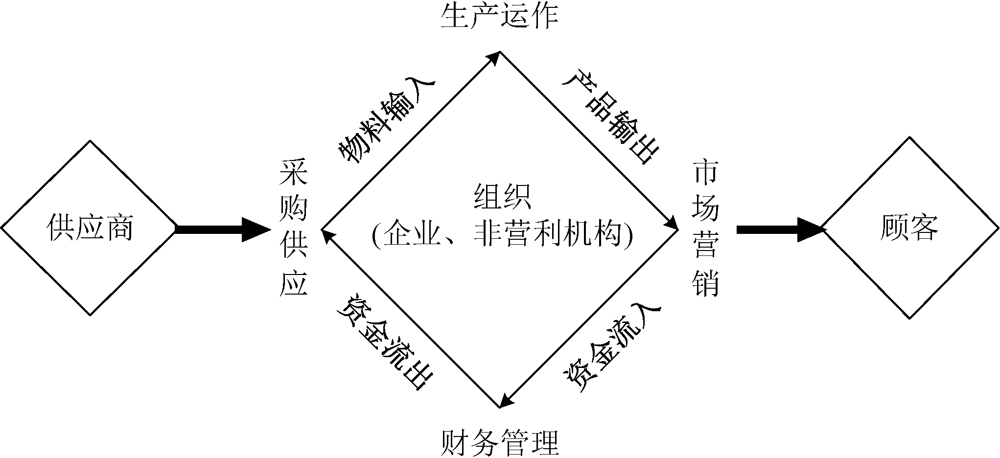 生产运作
物料输入
产品输出
供应商
采购供应
组织
(企业、非营利机构)
市场营销
顾客
资金流出
资金流入
财务管理